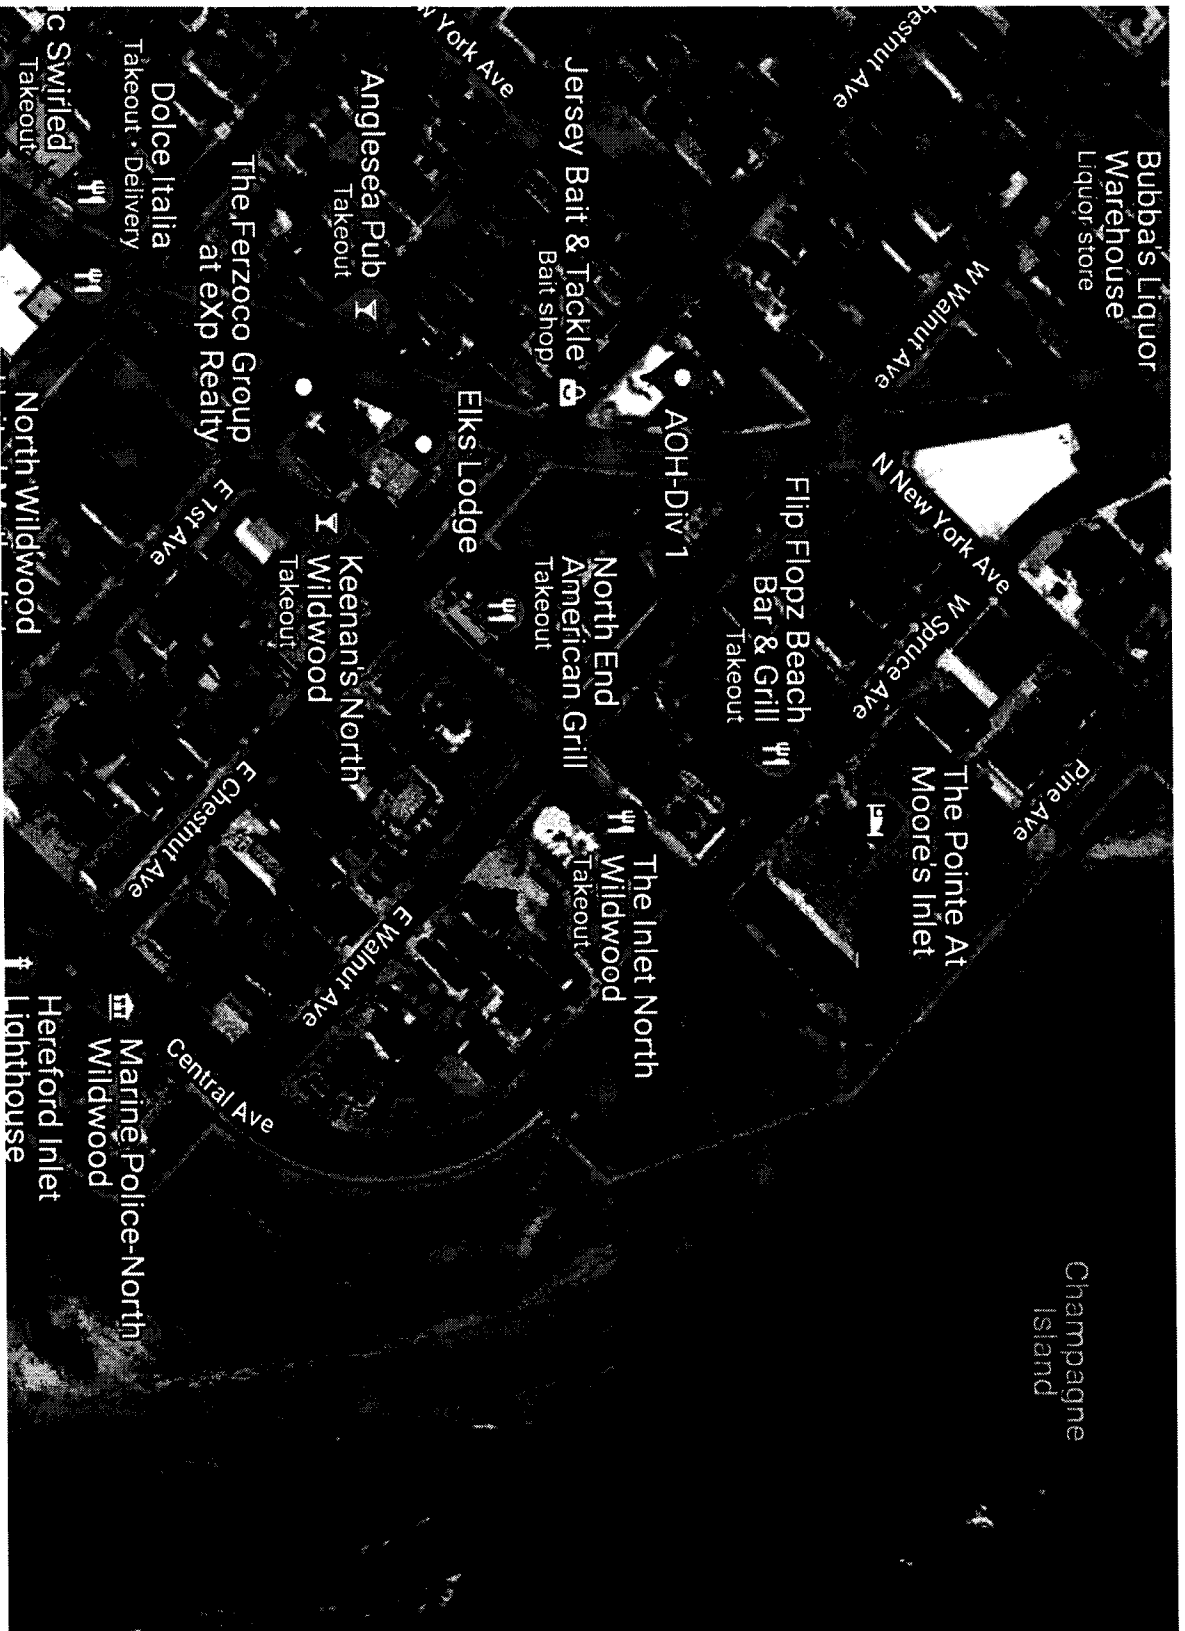 Bubba's Liquor
Warehouse
Liquor store
Champagne
Island
W Walnut Ave
N New York Ave
The Pointe At
Moore's Inlet
Pine Ave
W Spruce Ave
Flip Flopz Beach
Bar & Grill
Takeout
AOH-Div 1
Jersey Bait & Tackle
Bait shop
North End
American Grill
Takeout
The Inlet North
Wildwood
Takeout
Elks Lodge
York Ave
Anglesea Pub
Takeout
Keenan's North
Wildwood
Takeout
E Walnut Ave
The Ferzoco Group
at eXp Realty
E 1st Ave
E Chestnut Ave
Central Ave
Dolce Italia
Takeout • Delivery
Marine Police-North
Wildwood
Swirled
Takeout
North Wildwood
Hereford Inlet
Lighthouse